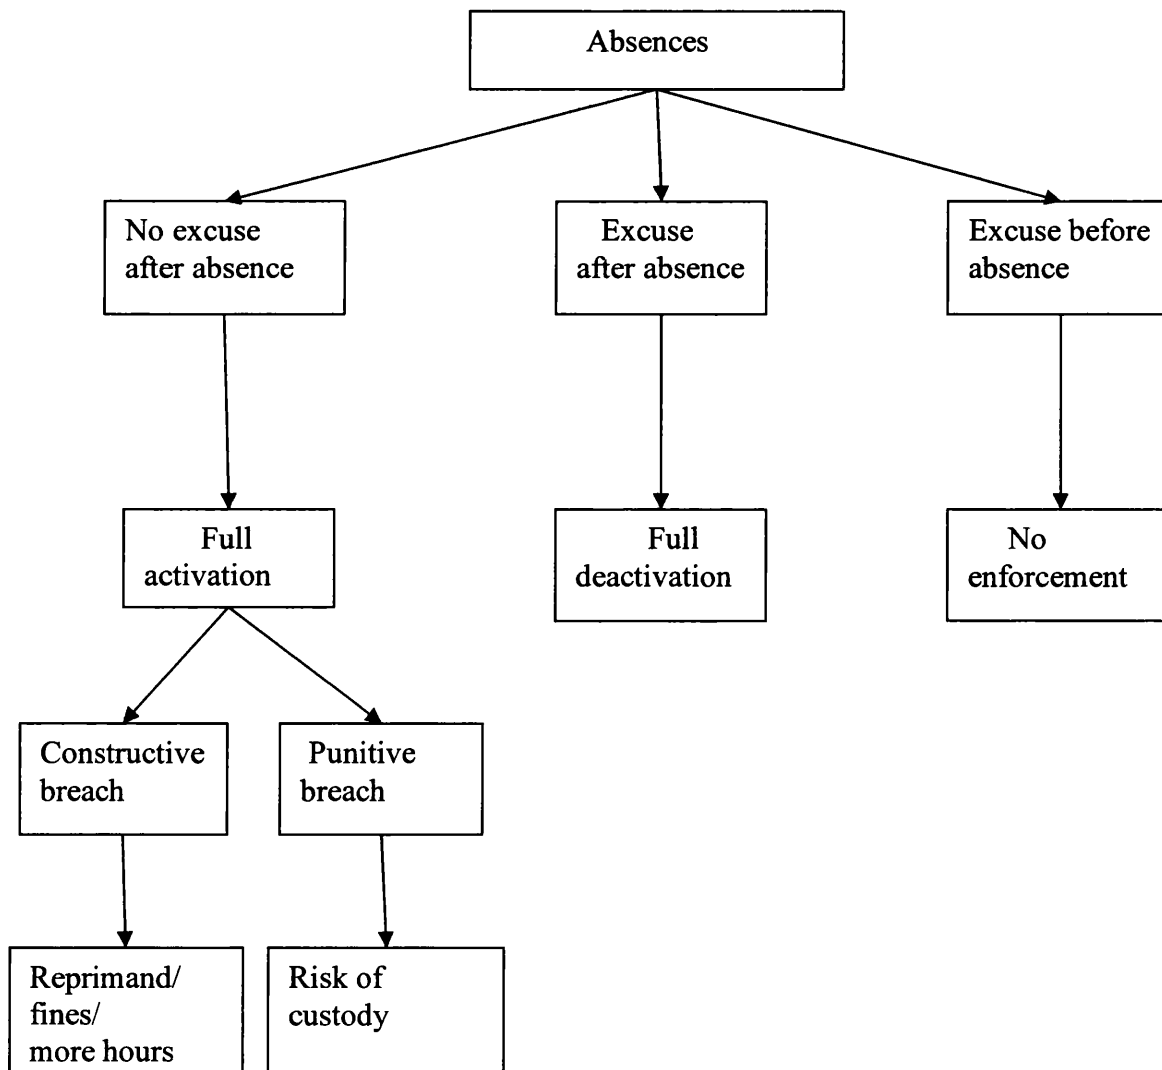 Absences
No excuse
after absence
Excuse
after absence
Excuse before
absence
Full
activation
Full
deactivation
No
enforcement
Constructive
breach
Punitive
breach
Reprimand/
fines/
more hours
Risk of
custody